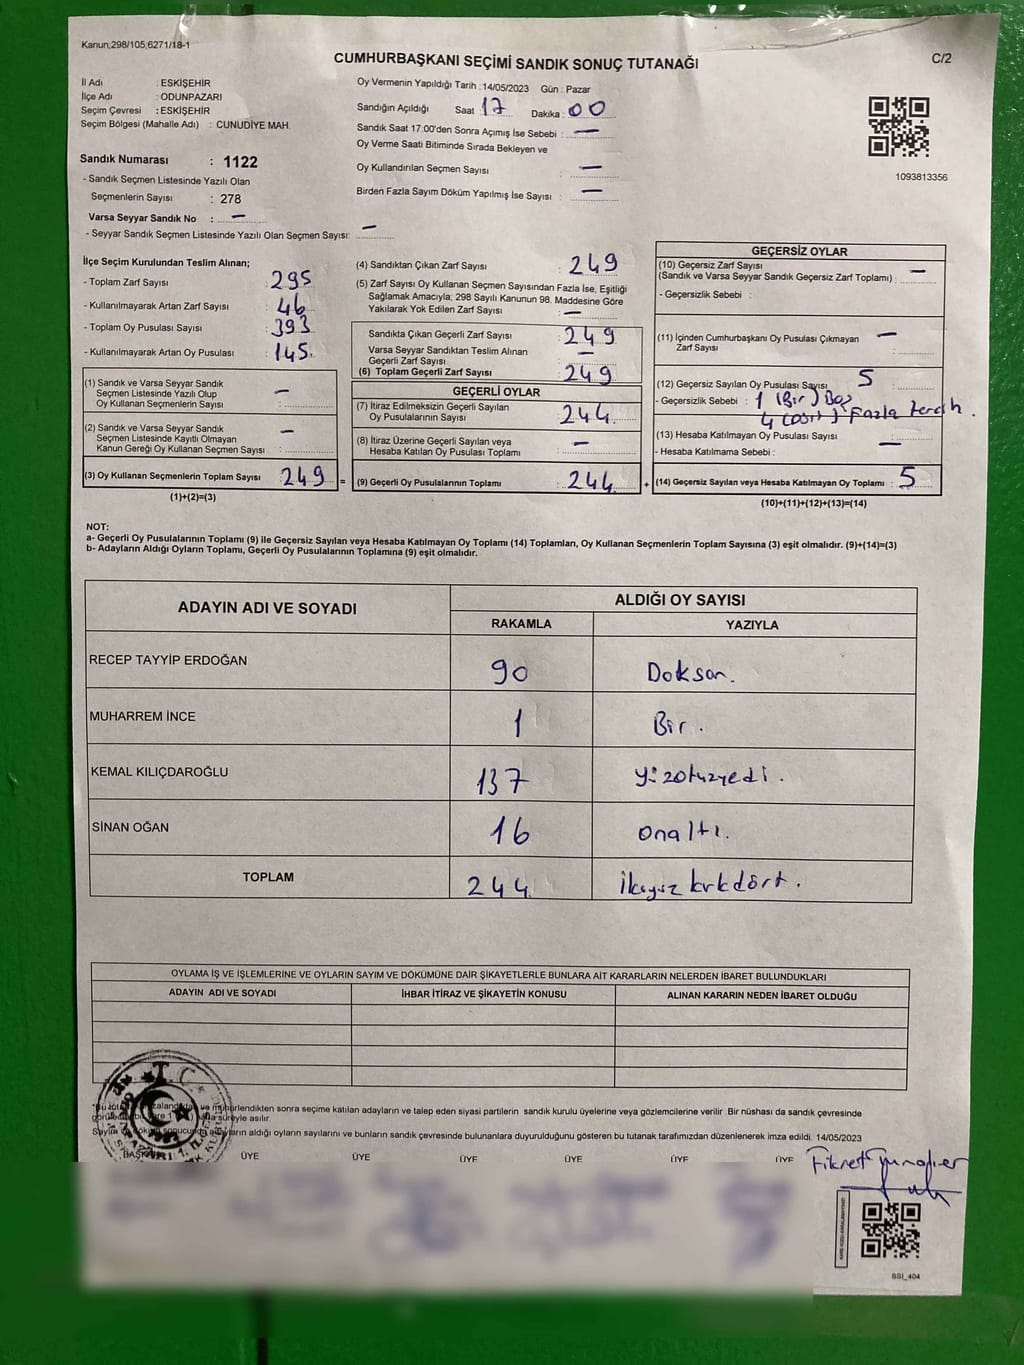 Kanun;298/105;6271/18-1
CUMHURBAŞKANI SEÇİMİ SANDIK SONUÇ TUTANAĞI
C/2
İl Adı : ESKİŞEHİR
İlçe Adı : ODUNPAZARI
Seçim Çevresi : ESKİŞEHİR
Seçim Bölgesi (Mahalle Adı) : CUNUDİYE MAH.
Sandık Numarası : 1122
- Sandık Seçmen Listesinde Yazılı Olan
Seçmenlerin Sayısı : 278
Varsa Seyyar Sandık No : —
- Seyyar Sandık Seçmen Listesinde Yazılı Olan Seçmen Sayısı: —
Oy Vermenin Yapıldığı Tarih : 14/05/2023 Gün : Pazar
Sandığın Açıldığı Saat 17 Dakika : 00
Sandık Saat 17:00'den Sonra Açımış İse Sebebi : —
Oy Verme Saati Bitiminde Sırada Bekleyen ve
Oy Kullandırılan Seçmen Sayısı : —
Birden Fazla Sayım Döküm Yapılmış İse Sayısı : —
1093813356
İlçe Seçim Kurulundan Teslim Alınan;
- Toplam Zarf Sayısı : 295
- Kullanılmayarak Artan Zarf Sayısı : 46
- Toplam Oy Pusulası Sayısı : 393
- Kullanılmayarak Artan Oy Pusulası : 145.
(1) Sandık ve Varsa Seyyar Sandık
Seçmen Listesinde Yazılı Olup
Oy Kullanan Seçmenlerin Sayısı : —
(2) Sandık ve Varsa Seyyar Sandık
Seçmen Listesinde Kayıtlı Olmayan
Kanun Gereği Oy Kullanan Seçmen Sayısı : —
(3) Oy Kullanan Seçmenlerin Toplam Sayısı : 249 =
(1)+(2)=(3)
(4) Sandıktan Çıkan Zarf Sayısı : 249
(5) Zarf Sayısı Oy Kullanan Seçmen Sayısından Fazla İse, Eşitliği
Sağlamak Amacıyla; 298 Sayılı Kanunun 98. Maddesine Göre
Yakılarak Yok Edilen Zarf Sayısı : —
Sandıkta Çıkan Geçerli Zarf Sayısı : 249
Varsa Seyyar Sandıktan Teslim Alınan
Geçerli Zarf Sayısı : —
(6) Toplam Geçerli Zarf Sayısı : 249
GEÇERLİ OYLAR
(7) İtiraz Edilmeksizin Geçerli Sayılan
Oy Pusulalarının Sayısı : 244
(8) İtiraz Üzerine Geçerli Sayılan veya
Hesaba Katılan Oy Pusulası Toplamı : —
(9) Geçerli Oy Pusulalarının Toplamı : 244 +
GEÇERSİZ OYLAR
(10) Geçersiz Zarf Sayısı
(Sandık ve Varsa Seyyar Sandık Geçersiz Zarf Toplamı) : —
- Geçersizlik Sebebi :
(11) İçinden Cumhurbaşkanı Oy Pusulası Çıkmayan
Zarf Sayısı : —
(12) Geçersiz Sayılan Oy Pusulası Sayısı 5
- Geçersizlik Sebebi : 1 (Bir) Boş
4 (Dört) Fazla tercih.
(13) Hesaba Katılmayan Oy Pusulası Sayısı : —
- Hesaba Katılmama Sebebi :
(14) Geçersiz Sayılan veya Hesaba Katılmayan Oy Toplamı : 5
(10)+(11)+(12)+(13)=(14)
NOT:
a- Geçerli Oy Pusulalarının Toplamı (9) ile Geçersiz Sayılan veya Hesaba Katılmayan Oy Toplamı (14) Toplamları, Oy Kullanan Seçmenlerin Toplam Sayısına (3) eşit olmalıdır. (9)+(14)=(3)
b- Adayların Aldığı Oyların Toplamı, Geçerli Oy Pusulalarının Toplamına (9) eşit olmalıdır.
ADAYIN ADI VE SOYADI
ALDIĞI OY SAYISI
RAKAMLA YAZIYLA
RECEP TAYYİP ERDOĞAN 90 Doksan.
MUHARREM İNCE 1 Bir.
KEMAL KILIÇDAROĞLU 137 Yüzotuzyedi.
SİNAN OĞAN 16 onaltı.
TOPLAM 244 İkiyüz kırkdört.
OYLAMA İŞ VE İŞLEMLERİNE VE OYLARIN SAYIM VE DÖKÜMÜNE DAİR ŞİKAYETLERLE BUNLARA AİT KARARLARIN NELERDEN İBARET BULUNDUKLARI
ADAYIN ADI VE SOYADI İHBAR İTİRAZ VE ŞİKAYETİN KONUSU ALINAN KARARIN NEDEN İBARET OLDUĞU
T.C.
ve mühürlendikten sonra seçime katılan adayların ve talep eden siyasi partilerin sandık kurulu üyelerine veya gözlemcilerine verilir. Bir nüshası da sandık çevresinde
süreyle asılır.
aldığı oyların sayılarını ve bunların sandık çevresinde bulunanlara duyurulduğunu gösteren bu tutanak tarafımızdan düzenlenerek imza edildi. 14/05/2023
BAŞKAN ÜYE ÜYE ÜYE ÜYE ÜYE ÜYE Fikret
BSI_404